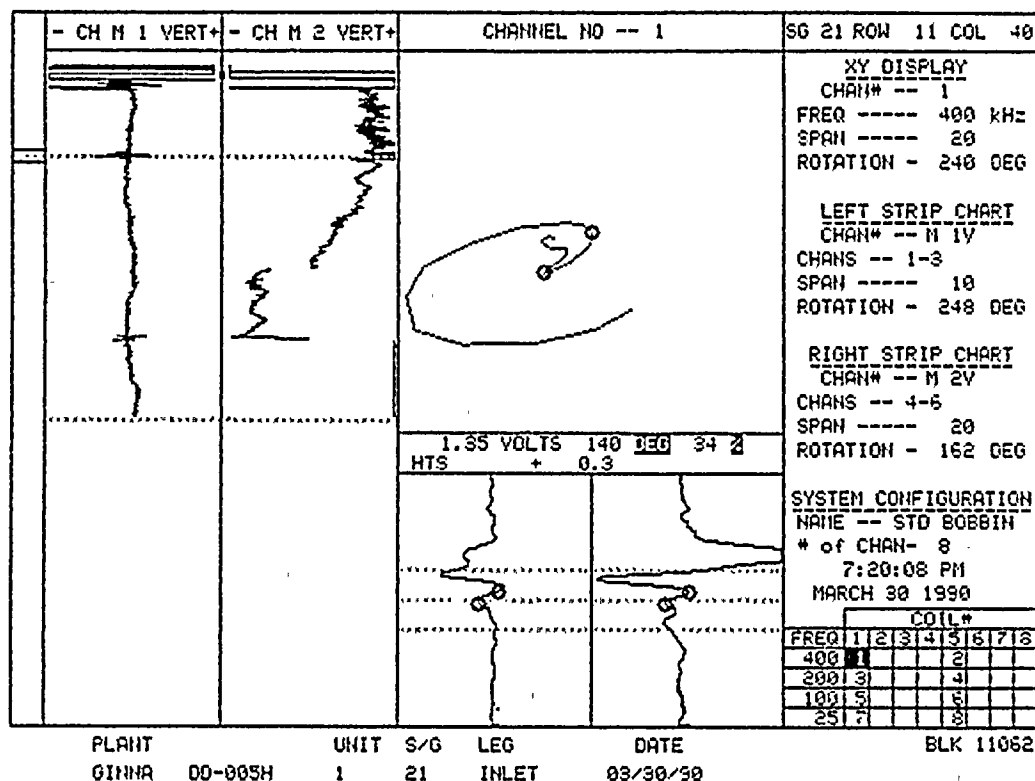 - CH M 1 VERT+
- CH M 2 VERT+
CHANNEL NO -- 1
SG 21 ROW 11 COL 40
XY DISPLAY
CHAN# -- 1
FREQ ----- 400 kHz
SPAN ----- 20
ROTATION - 240 DEG
LEFT STRIP CHART
CHAN# -- M 1V
CHANS -- 1-3
SPAN ----- 10
ROTATION - 248 DEG
RIGHT STRIP CHART
CHAN# -- M 2V
CHANS -- 4-6
SPAN ----- 20
ROTATION - 162 DEG
1.35 VOLTS 140 DEG 34 %
HTS + 0.3
SYSTEM CONFIGURATION
NAME -- STD BOBBIN
# of CHAN- 8
7:20:08 PM
MARCH 30 1990
COIL#
FREQ 1 2 3 4 5 6 7 8
400 1 2
200 3 4
100 5 6
25 7 8
PLANT UNIT S/G LEG DATE BLK 11062
GINNA DD-005H 1 21 INLET 03/30/90